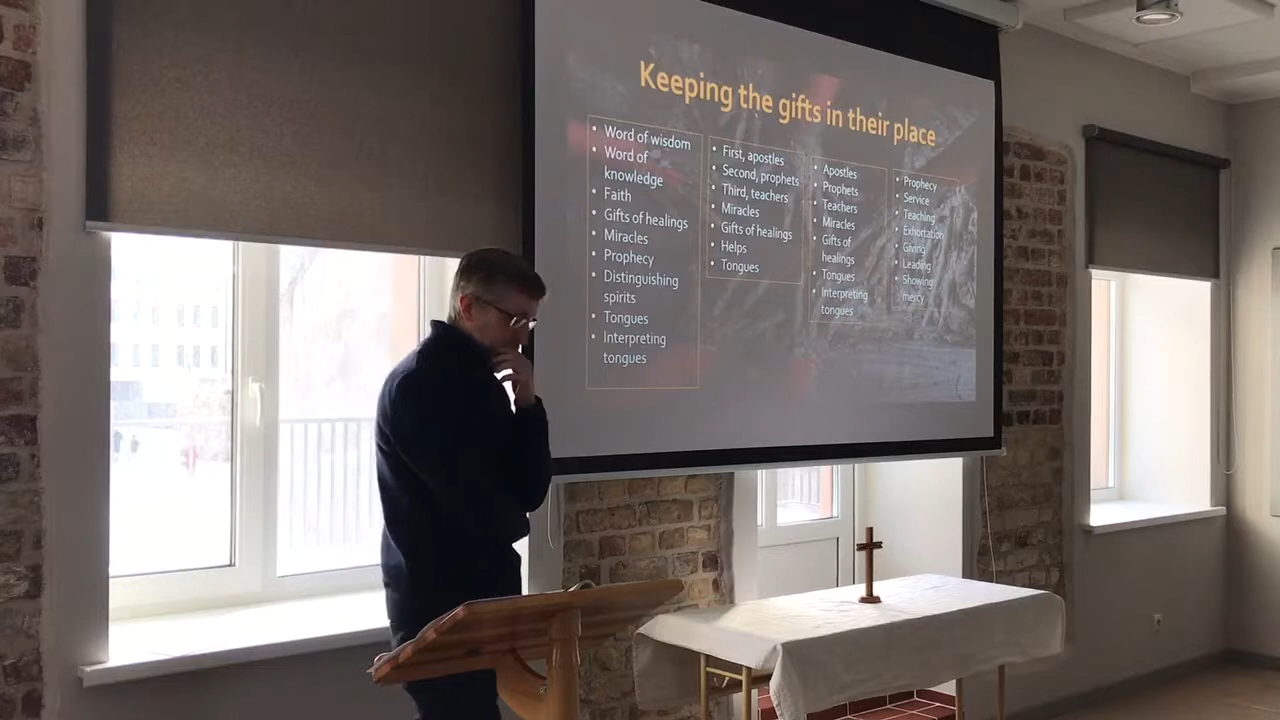 Keeping the gifts in their place
Word of wisdom
Word of
knowledge
Faith
Gifts of healings
Miracles
Prophecy
Distinguishing
spirits
Tongues
Interpreting
tongues
First, apostles
Second, prophets
Third, teachers
Miracles
Gifts of healings
Helps
Tongues
Apostles
Prophets
Teachers
Miracles
Gifts of
healings
Tongues
Interpreting
tongues
Prophecy
Service
Teaching
Exhortation
Giving
Leading
Showing
mercy